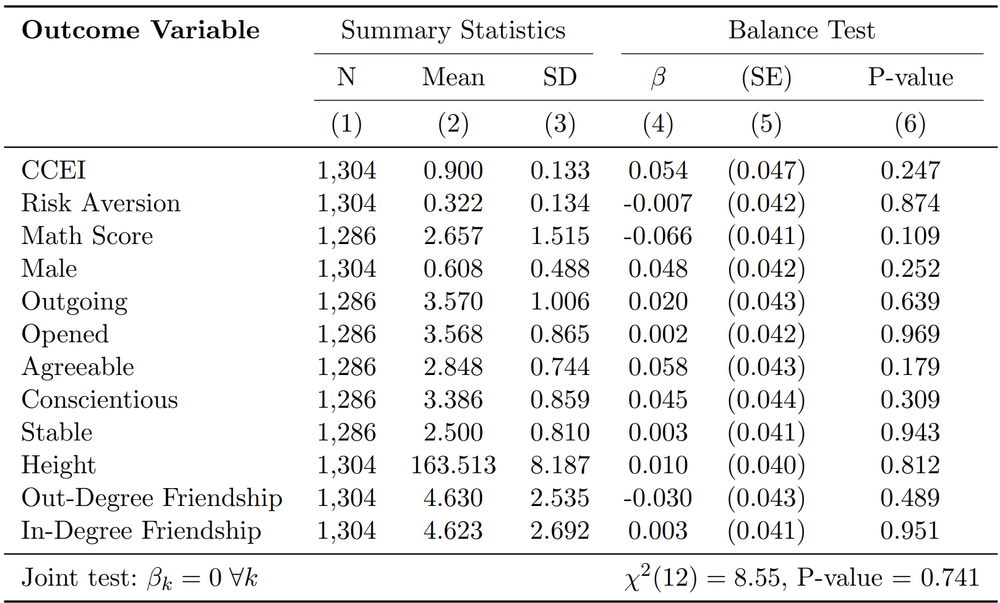 Outcome Variable Summary Statistics Balance Test
N Mean SD β (SE) P-value
(1) (2) (3) (4) (5) (6)
CCEI 1,304 0.900 0.133 0.054 (0.047) 0.247
Risk Aversion 1,304 0.322 0.134 -0.007 (0.042) 0.874
Math Score 1,286 2.657 1.515 -0.066 (0.041) 0.109
Male 1,304 0.608 0.488 0.048 (0.042) 0.252
Outgoing 1,286 3.570 1.006 0.020 (0.043) 0.639
Opened 1,286 3.568 0.865 0.002 (0.042) 0.969
Agreeable 1,286 2.848 0.744 0.058 (0.043) 0.179
Conscientious 1,286 3.386 0.859 0.045 (0.044) 0.309
Stable 1,286 2.500 0.810 0.003 (0.041) 0.943
Height 1,304 163.513 8.187 0.010 (0.040) 0.812
Out-Degree Friendship 1,304 4.630 2.535 -0.030 (0.043) 0.489
In-Degree Friendship 1,304 4.623 2.692 0.003 (0.041) 0.951
Joint test: βₖ = 0 ∀k χ²(12) = 8.55, P-value = 0.741